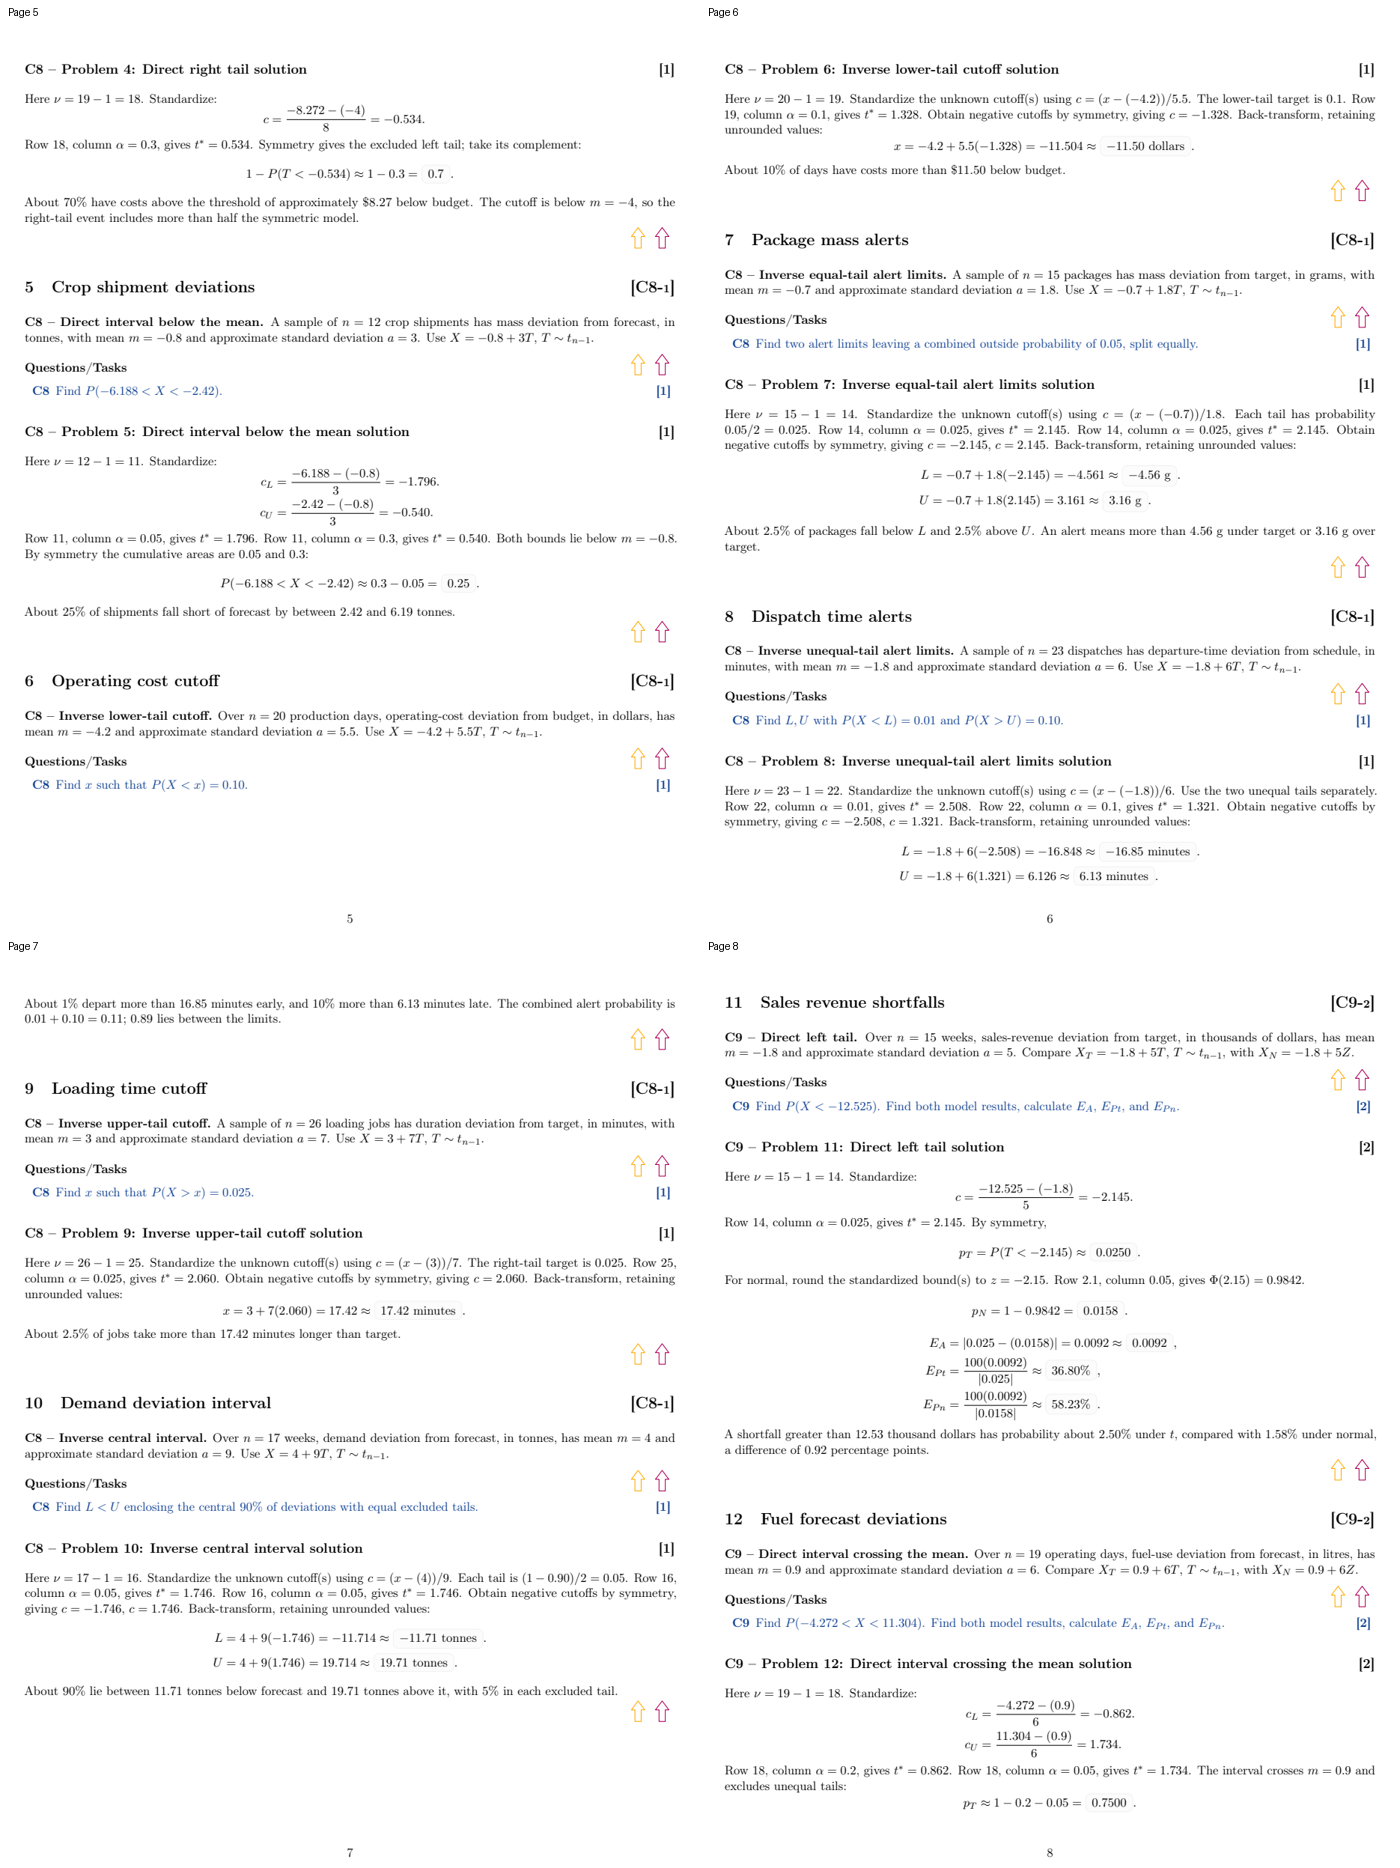 Page 5
C8 – Problem 4: Direct right tail solution [1]
Here ν = 19 − 1 = 18. Standardize:
c = (−8.272 − (−4))/8 = −0.534.
Row 18, column α = 0.3, gives t* = 0.534. Symmetry gives the excluded left tail; take its complement:
1 − P(T < −0.534) ≈ 1 − 0.3 = 0.7 .
About 70% have costs above the threshold of approximately $8.27 below budget. The cutoff is below m = −4, so the
right-tail event includes more than half the symmetric model.
5 Crop shipment deviations [C8-1]
C8 – Direct interval below the mean. A sample of n = 12 crop shipments has mass deviation from forecast, in
tonnes, with mean m = −0.8 and approximate standard deviation a = 3. Use X = −0.8 + 3T, T ∼ tₙ₋₁.
Questions/Tasks
C8 Find P(−6.188 < X < −2.42). [1]
C8 – Problem 5: Direct interval below the mean solution [1]
Here ν = 12 − 1 = 11. Standardize:
c_L = (−6.188 − (−0.8))/3 = −1.796.
c_U = (−2.42 − (−0.8))/3 = −0.540.
Row 11, column α = 0.05, gives t* = 1.796. Row 11, column α = 0.3, gives t* = 0.540. Both bounds lie below m = −0.8.
By symmetry the cumulative areas are 0.05 and 0.3:
P(−6.188 < X < −2.42) ≈ 0.3 − 0.05 = 0.25 .
About 25% of shipments fall short of forecast by between 2.42 and 6.19 tonnes.
6 Operating cost cutoff [C8-1]
C8 – Inverse lower-tail cutoff. Over n = 20 production days, operating-cost deviation from budget, in dollars, has
mean m = −4.2 and approximate standard deviation a = 5.5. Use X = −4.2 + 5.5T, T ∼ tₙ₋₁.
Questions/Tasks
C8 Find x such that P(X < x) = 0.10. [1]
5
Page 6
C8 – Problem 6: Inverse lower-tail cutoff solution [1]
Here ν = 20 − 1 = 19. Standardize the unknown cutoff(s) using c = (x − (−4.2))/5.5. The lower-tail target is 0.1. Row
19, column α = 0.1, gives t* = 1.328. Obtain negative cutoffs by symmetry, giving c = −1.328. Back-transform, retaining
unrounded values:
x = −4.2 + 5.5(−1.328) = −11.504 ≈ −11.50 dollars .
About 10% of days have costs more than $11.50 below budget.
7 Package mass alerts [C8-1]
C8 – Inverse equal-tail alert limits. A sample of n = 15 packages has mass deviation from target, in grams, with
mean m = −0.7 and approximate standard deviation a = 1.8. Use X = −0.7 + 1.8T, T ∼ tₙ₋₁.
Questions/Tasks
C8 Find two alert limits leaving a combined outside probability of 0.05, split equally. [1]
C8 – Problem 7: Inverse equal-tail alert limits solution [1]
Here ν = 15 − 1 = 14. Standardize the unknown cutoff(s) using c = (x − (−0.7))/1.8. Each tail has probability
0.05/2 = 0.025. Row 14, column α = 0.025, gives t* = 2.145. Row 14, column α = 0.025, gives t* = 2.145. Obtain
negative cutoffs by symmetry, giving c = −2.145, c = 2.145. Back-transform, retaining unrounded values:
L = −0.7 + 1.8(−2.145) = −4.561 ≈ −4.56 g .
U = −0.7 + 1.8(2.145) = 3.161 ≈ 3.16 g .
About 2.5% of packages fall below L and 2.5% above U. An alert means more than 4.56 g under target or 3.16 g over
target.
8 Dispatch time alerts [C8-1]
C8 – Inverse unequal-tail alert limits. A sample of n = 23 dispatches has departure-time deviation from schedule, in
minutes, with mean m = −1.8 and approximate standard deviation a = 6. Use X = −1.8 + 6T, T ∼ tₙ₋₁.
Questions/Tasks
C8 Find L, U with P(X < L) = 0.01 and P(X > U) = 0.10. [1]
C8 – Problem 8: Inverse unequal-tail alert limits solution [1]
Here ν = 23 − 1 = 22. Standardize the unknown cutoff(s) using c = (x − (−1.8))/6. Use the two unequal tails separately.
Row 22, column α = 0.01, gives t* = 2.508. Row 22, column α = 0.1, gives t* = 1.321. Obtain negative cutoffs by
symmetry, giving c = −2.508, c = 1.321. Back-transform, retaining unrounded values:
L = −1.8 + 6(−2.508) = −16.848 ≈ −16.85 minutes .
U = −1.8 + 6(1.321) = 6.126 ≈ 6.13 minutes .
6
Page 7
About 1% depart more than 16.85 minutes early, and 10% more than 6.13 minutes late. The combined alert probability is
0.01 + 0.10 = 0.11; 0.89 lies between the limits.
9 Loading time cutoff [C8-1]
C8 – Inverse upper-tail cutoff. A sample of n = 26 loading jobs has duration deviation from target, in minutes, with
mean m = 3 and approximate standard deviation a = 7. Use X = 3 + 7T, T ∼ tₙ₋₁.
Questions/Tasks
C8 Find x such that P(X > x) = 0.025. [1]
C8 – Problem 9: Inverse upper-tail cutoff solution [1]
Here ν = 26 − 1 = 25. Standardize the unknown cutoff(s) using c = (x − (3))/7. The right-tail target is 0.025. Row 25,
column α = 0.025, gives t* = 2.060. Obtain negative cutoffs by symmetry, giving c = 2.060. Back-transform, retaining
unrounded values:
x = 3 + 7(2.060) = 17.42 ≈ 17.42 minutes .
About 2.5% of jobs take more than 17.42 minutes longer than target.
10 Demand deviation interval [C8-1]
C8 – Inverse central interval. Over n = 17 weeks, demand deviation from forecast, in tonnes, has mean m = 4 and
approximate standard deviation a = 9. Use X = 4 + 9T, T ∼ tₙ₋₁.
Questions/Tasks
C8 Find L < U enclosing the central 90% of deviations with equal excluded tails. [1]
C8 – Problem 10: Inverse central interval solution [1]
Here ν = 17 − 1 = 16. Standardize the unknown cutoff(s) using c = (x − (4))/9. Each tail is (1 − 0.90)/2 = 0.05. Row 16,
column α = 0.05, gives t* = 1.746. Row 16, column α = 0.05, gives t* = 1.746. Obtain negative cutoffs by symmetry,
giving c = −1.746, c = 1.746. Back-transform, retaining unrounded values:
L = 4 + 9(−1.746) = −11.714 ≈ −11.71 tonnes .
U = 4 + 9(1.746) = 19.714 ≈ 19.71 tonnes .
About 90% lie between 11.71 tonnes below forecast and 19.71 tonnes above it, with 5% in each excluded tail.
7
Page 8
11 Sales revenue shortfalls [C9-2]
C9 – Direct left tail. Over n = 15 weeks, sales-revenue deviation from target, in thousands of dollars, has mean
m = −1.8 and approximate standard deviation a = 5. Compare X_T = −1.8 + 5T, T ∼ tₙ₋₁, with X_N = −1.8 + 5Z.
Questions/Tasks
C9 Find P(X < −12.525). Find both model results, calculate E_A, E_Pt, and E_Pn. [2]
C9 – Problem 11: Direct left tail solution [2]
Here ν = 15 − 1 = 14. Standardize:
c = (−12.525 − (−1.8))/5 = −2.145.
Row 14, column α = 0.025, gives t* = 2.145. By symmetry,
p_T = P(T < −2.145) ≈ 0.0250 .
For normal, round the standardized bound(s) to z = −2.15. Row 2.1, column 0.05, gives Φ(2.15) = 0.9842.
p_N = 1 − 0.9842 = 0.0158 .
E_A = |0.025 − (0.0158)| = 0.0092 ≈ 0.0092 ,
E_Pt = 100(0.0092)/|0.025| ≈ 36.80% ,
E_Pn = 100(0.0092)/|0.0158| ≈ 58.23% .
A shortfall greater than 12.53 thousand dollars has probability about 2.50% under t, compared with 1.58% under normal,
a difference of 0.92 percentage points.
12 Fuel forecast deviations [C9-2]
C9 – Direct interval crossing the mean. Over n = 19 operating days, fuel-use deviation from forecast, in litres, has
mean m = 0.9 and approximate standard deviation a = 6. Compare X_T = 0.9 + 6T, T ∼ tₙ₋₁, with X_N = 0.9 + 6Z.
Questions/Tasks
C9 Find P(−4.272 < X < 11.304). Find both model results, calculate E_A, E_Pt, and E_Pn. [2]
C9 – Problem 12: Direct interval crossing the mean solution [2]
Here ν = 19 − 1 = 18. Standardize:
c_L = (−4.272 − (0.9))/6 = −0.862.
c_U = (11.304 − (0.9))/6 = 1.734.
Row 18, column α = 0.2, gives t* = 0.862. Row 18, column α = 0.05, gives t* = 1.734. The interval crosses m = 0.9 and
excludes unequal tails:
p_T ≈ 1 − 0.2 − 0.05 = 0.7500 .
8